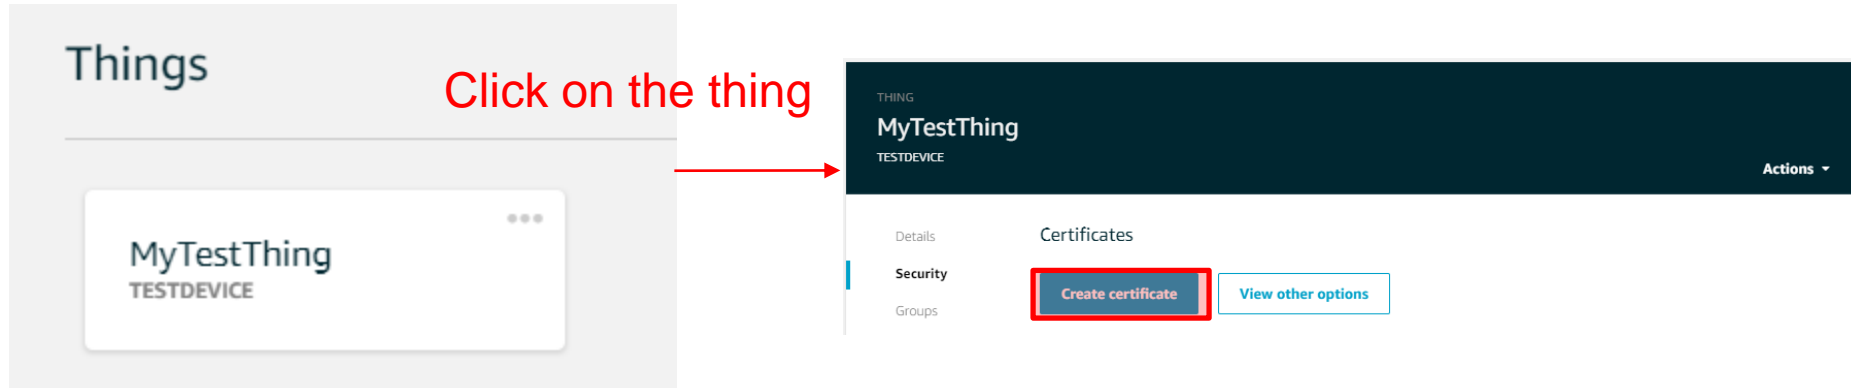 Things
Click on the thing
MyTestThing
TESTDEVICE
THING
MyTestThing
TESTDEVICE
Actions
Details
Security
Groups
Certificates
Create certificate
View other options